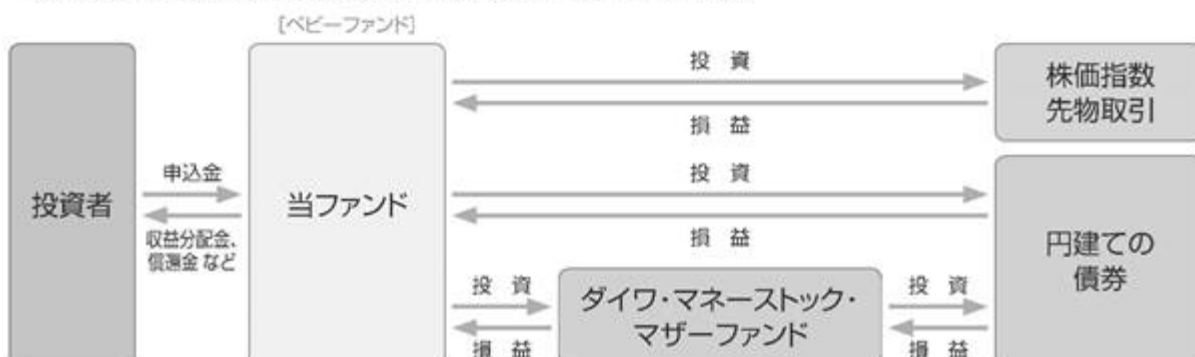 [ベビーファンド]
投 資
株価指数
先物取引
損 益
申込金
投 資
投資者
当ファンド
収益分配金、
償還金 など
損 益
円建ての
債券
投 資
ダイワ・マネーストック・
マザーファンド
投 資
損 益
損 益